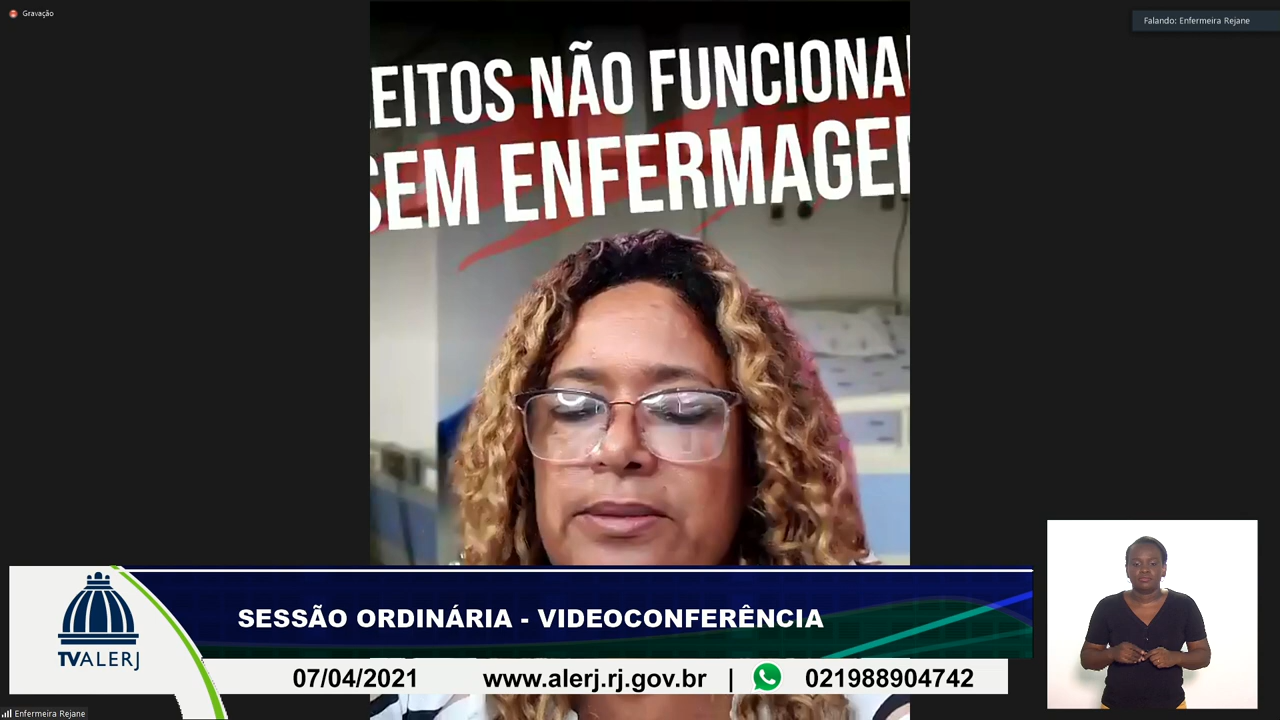 Gravação
Falando: Enfermeira Rejane
EITOS NÃO FUNCIONA
SEM ENFERMAGE
SESSÃO ORDINÁRIA - VIDEOCONFERÊNCIA
TVALERJ
07/04/2021 www.alerj.rj.gov.br | 021988904742
Enfermeira Rejane